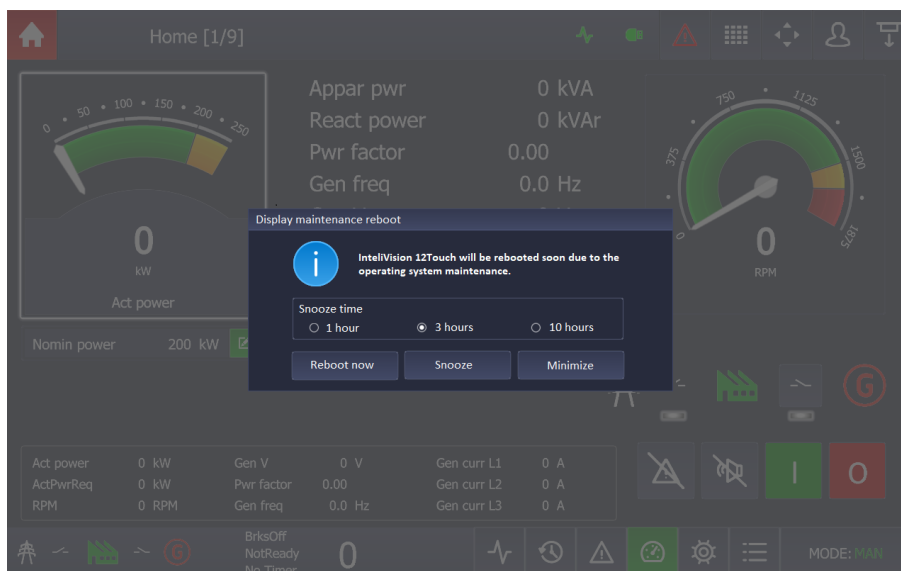 Home [1/9]
0 50 100 150 200 250
0
kW
Act power
Appar pwr 0 kVA
React power 0 kVAr
Pwr factor 0.00
Gen freq 0.0 Hz
0 375 750 1125 1500 1875
0
RPM
Display maintenance reboot
i
InteliVision 12Touch will be rebooted soon due to the
operating system maintenance.
Snooze time
1 hour 3 hours 10 hours
Reboot now Snooze Minimize
Nomin power 200 kW
G
Act power 0 kW Gen V 0 V Gen curr L1 0 A
ActPwrReq 0 kW Pwr factor 0.00 Gen curr L2 0 A
RPM 0 RPM Gen freq 0.0 Hz Gen curr L3 0 A
I O
G
BrksOff
NotReady
No Timer
0
MODE: MAN